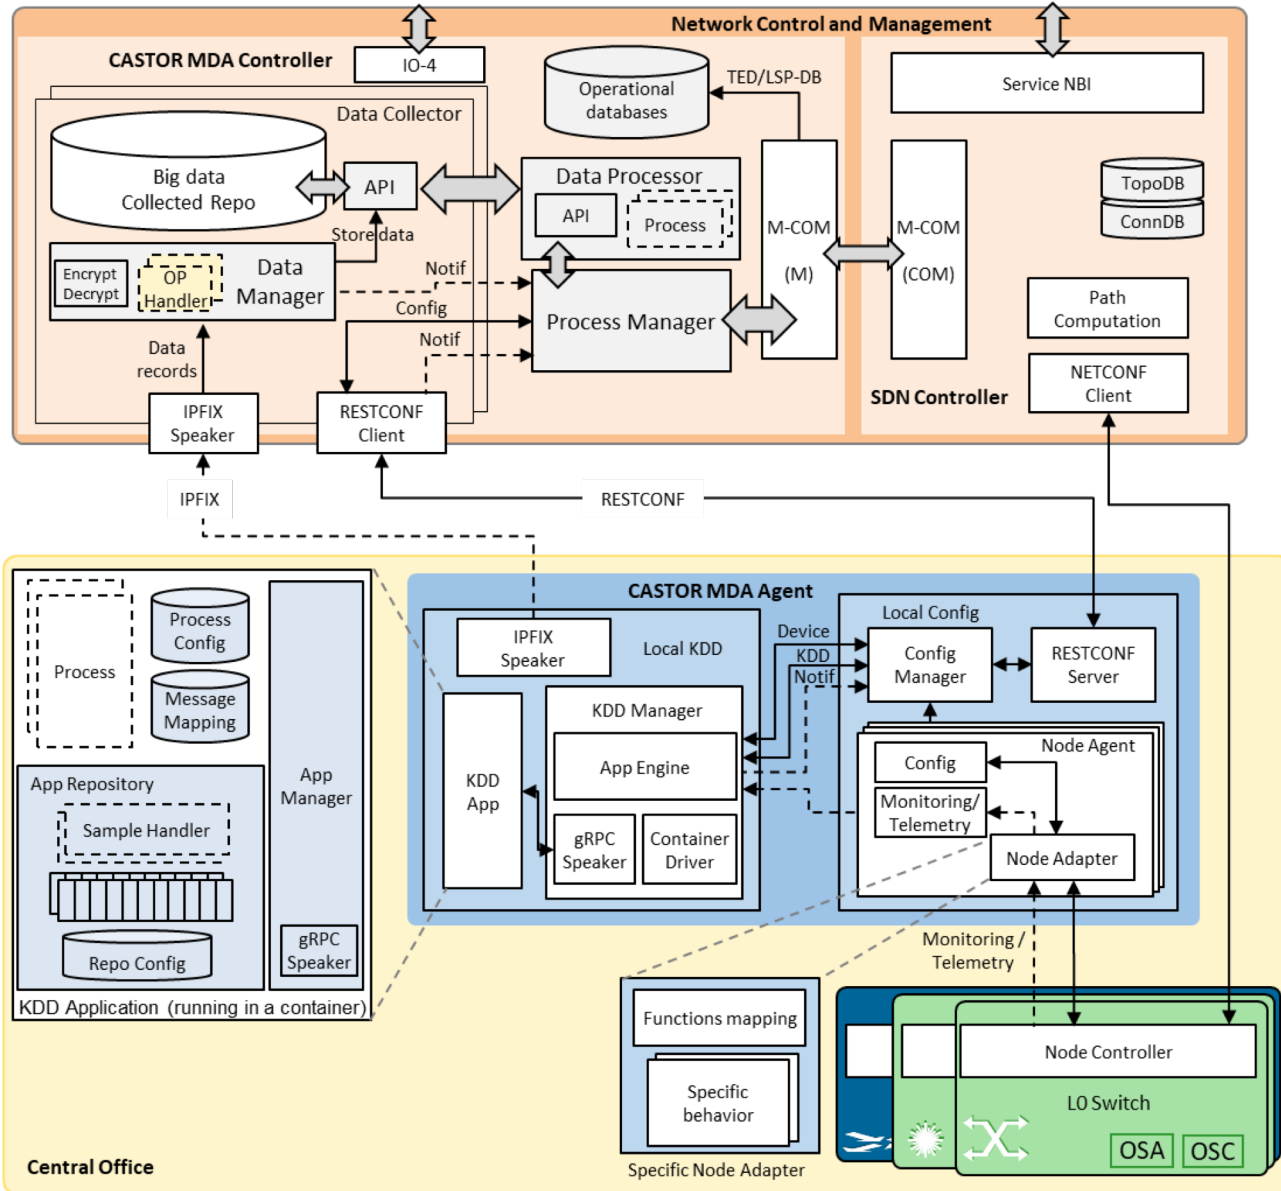 Network Control and Management
CASTOR MDA Controller
IO-4
Data Collector
Big data
Collected Repo
API
Store data
Encrypt
Decrypt
OP
Handler
Data
Manager
Data
records
IPFIX
Speaker
RESTCONF
Client
Notif
Config
Notif
Operational
databases
TED/LSP-DB
Data Processor
API
Process
Process Manager
M-COM
(M)
M-COM
(COM)
Service NBI
TopoDB
ConnDB
Path
Computation
NETCONF
Client
SDN Controller
IPFIX
RESTCONF
Process
Process
Config
Message
Mapping
App
Manager
App Repository
Sample Handler
Repo Config
gRPC
Speaker
KDD Application (running in a container)
CASTOR MDA Agent
IPFIX
Speaker
Local KDD
KDD
App
KDD Manager
App Engine
gRPC
Speaker
Container
Driver
Device
KDD
Notif
Local Config
Config
Manager
RESTCONF
Server
Node Agent
Config
Monitoring/
Telemetry
Node Adapter
Monitoring /
Telemetry
Functions mapping
Specific
behavior
Specific Node Adapter
Node Controller
L0 Switch
OSA
OSC
Central Office